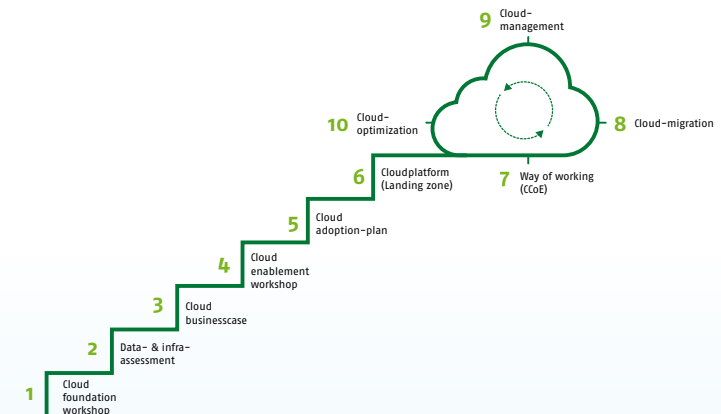 9 Cloud-
management
10 Cloud-
optimization
8 Cloud-migration
6 Cloudplatform
(Landing zone)
7 Way of working
(CCoE)
5 Cloud
adoption-plan
4 Cloud
enablement
workshop
3 Cloud
businesscase
2 Data- & infra-
assessment
1 Cloud
foundation
workshop